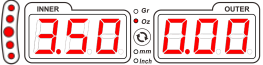 INNER
3.50
Gr
Oz
mm
Inch
OUTER
0.00